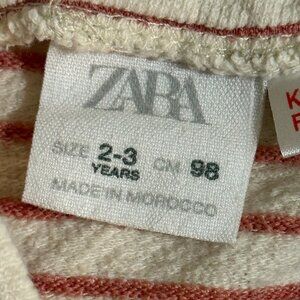 ZARA
SIZE 2-3 CM 98
YEARS
MADE IN MOROCCO